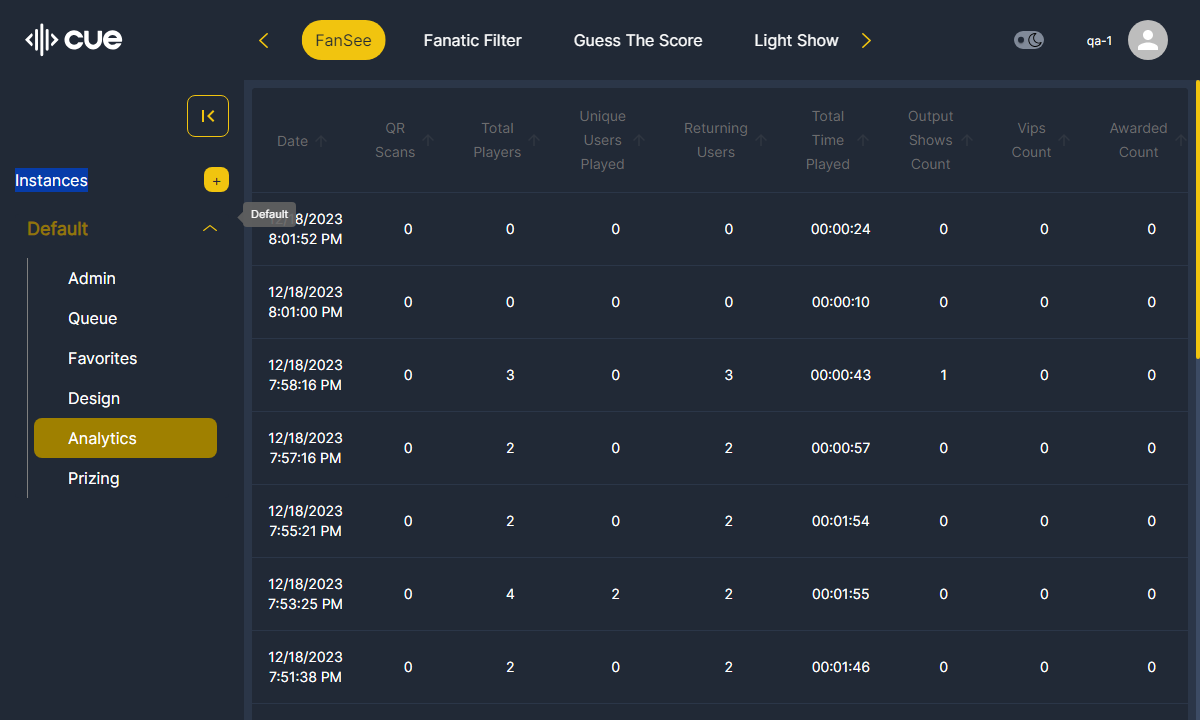 cue
FanSee
Fanatic Filter
Guess The Score
Light Show
qa-1
Instances
+
Default
Admin
Queue
Favorites
Design
Analytics
Prizing
Default
Date
QR Scans
Total Players
Unique Users Played
Returning Users
Total Time Played
Output Shows Count
Vips Count
Awarded Count
8/2023 8:01:52 PM 0 0 0 0 00:00:24 0 0 0
12/18/2023 8:01:00 PM 0 0 0 0 00:00:10 0 0 0
12/18/2023 7:58:16 PM 0 3 0 3 00:00:43 1 0 0
12/18/2023 7:57:16 PM 0 2 0 2 00:00:57 0 0 0
12/18/2023 7:55:21 PM 0 2 0 2 00:01:54 0 0 0
12/18/2023 7:53:25 PM 0 4 2 2 00:01:55 0 0 0
12/18/2023 7:51:38 PM 0 2 0 2 00:01:46 0 0 0